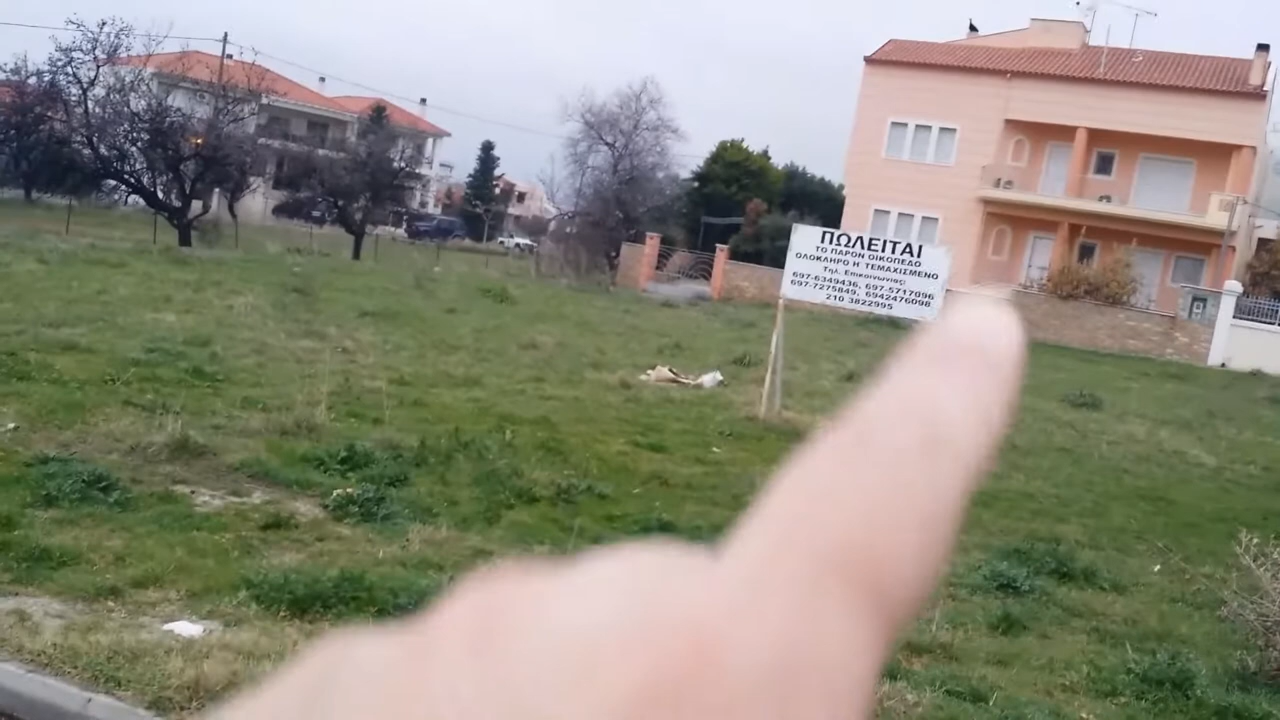 ΠΩΛΕΙΤΑΙ
ΤΟ ΠΑΡΟΝ ΟΙΚΟΠΕΔΟ
ΟΛΟΚΛΗΡΟ Η ΤΕΜΑΧΙΣΜΕΝΟ
Τηλ. Επικοινωνίας:
697-6349436, 697-5717096
697-7275849, 6942476098
210 3822995